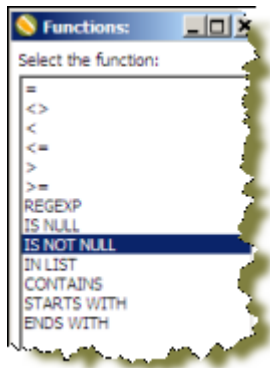 Functions:
Select the function:
=
<>
<
<=
>
>=
REGEXP
IS NULL
IS NOT NULL
IN LIST
CONTAINS
STARTS WITH
ENDS WITH